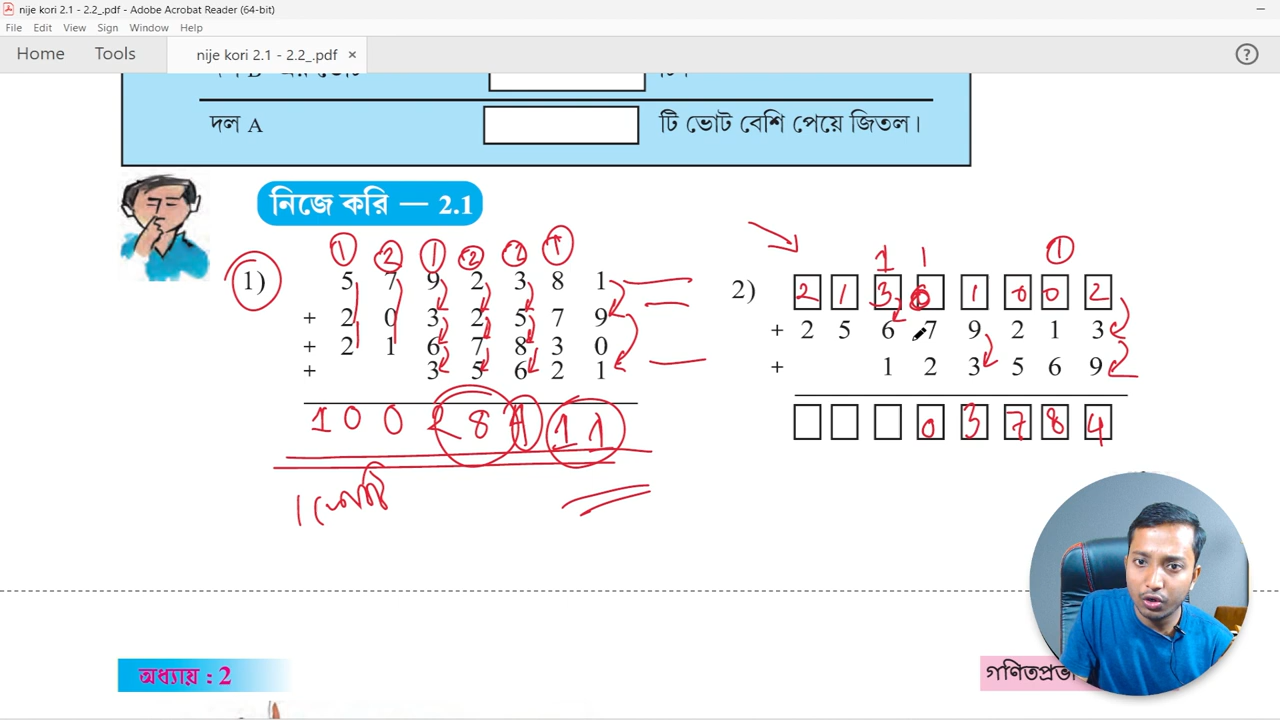 nije kori 2.1 - 2.2_.pdf - Adobe Acrobat Reader (64-bit)
File Edit View Sign Window Help
Home Tools nije kori 2.1 - 2.2_.pdf × ?
দল A টি ভোট বেশি পেয়ে জিতল।
নিজে করি — 2.1
1 2 1 2 2 1
1) 5 7 9 2 3 8 1
+ 2 0 3 2 5 7 9
+ 2 1 6 7 8 3 0
+ 3 5 6 2 1
1 0 0 2 8 1 1 1
1 1 1
2) 2 1 3 0 1 0 0 2
+ 2 5 6 7 9 2 1 3
+ 1 2 3 5 6 9
0 3 7 8 4
অধ্যায় : 2